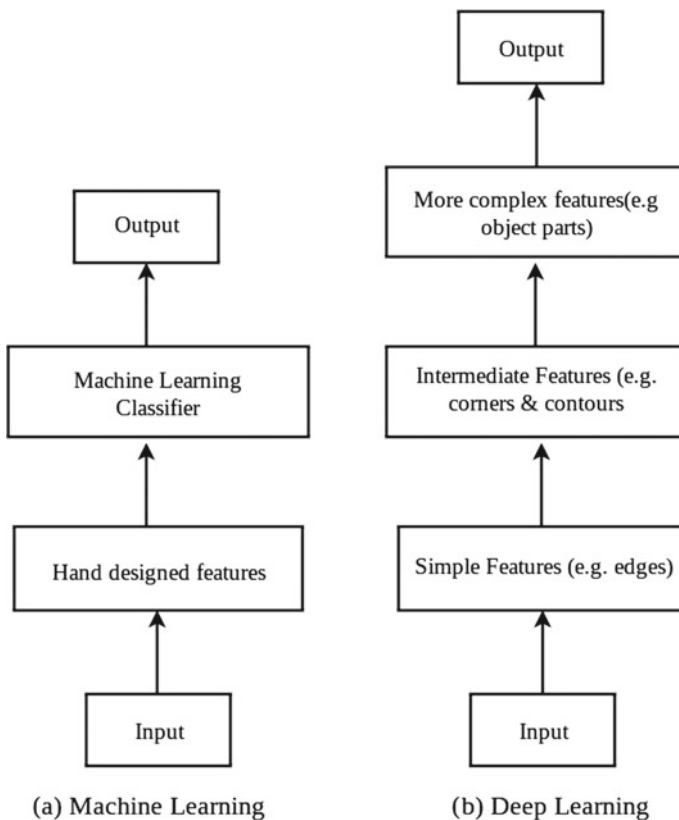 Output
Machine Learning
Classifier
Hand designed features
Input
(a) Machine Learning
Output
More complex features(e.g
object parts)
Intermediate Features (e.g.
corners & contours
Simple Features (e.g. edges)
Input
(b) Deep Learning